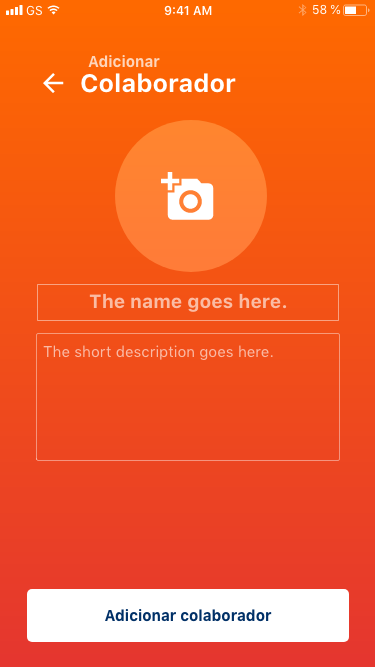 GS 9:41 AM 58 %
Adicionar
Colaborador
The name goes here.
The short description goes here.
Adicionar colaborador